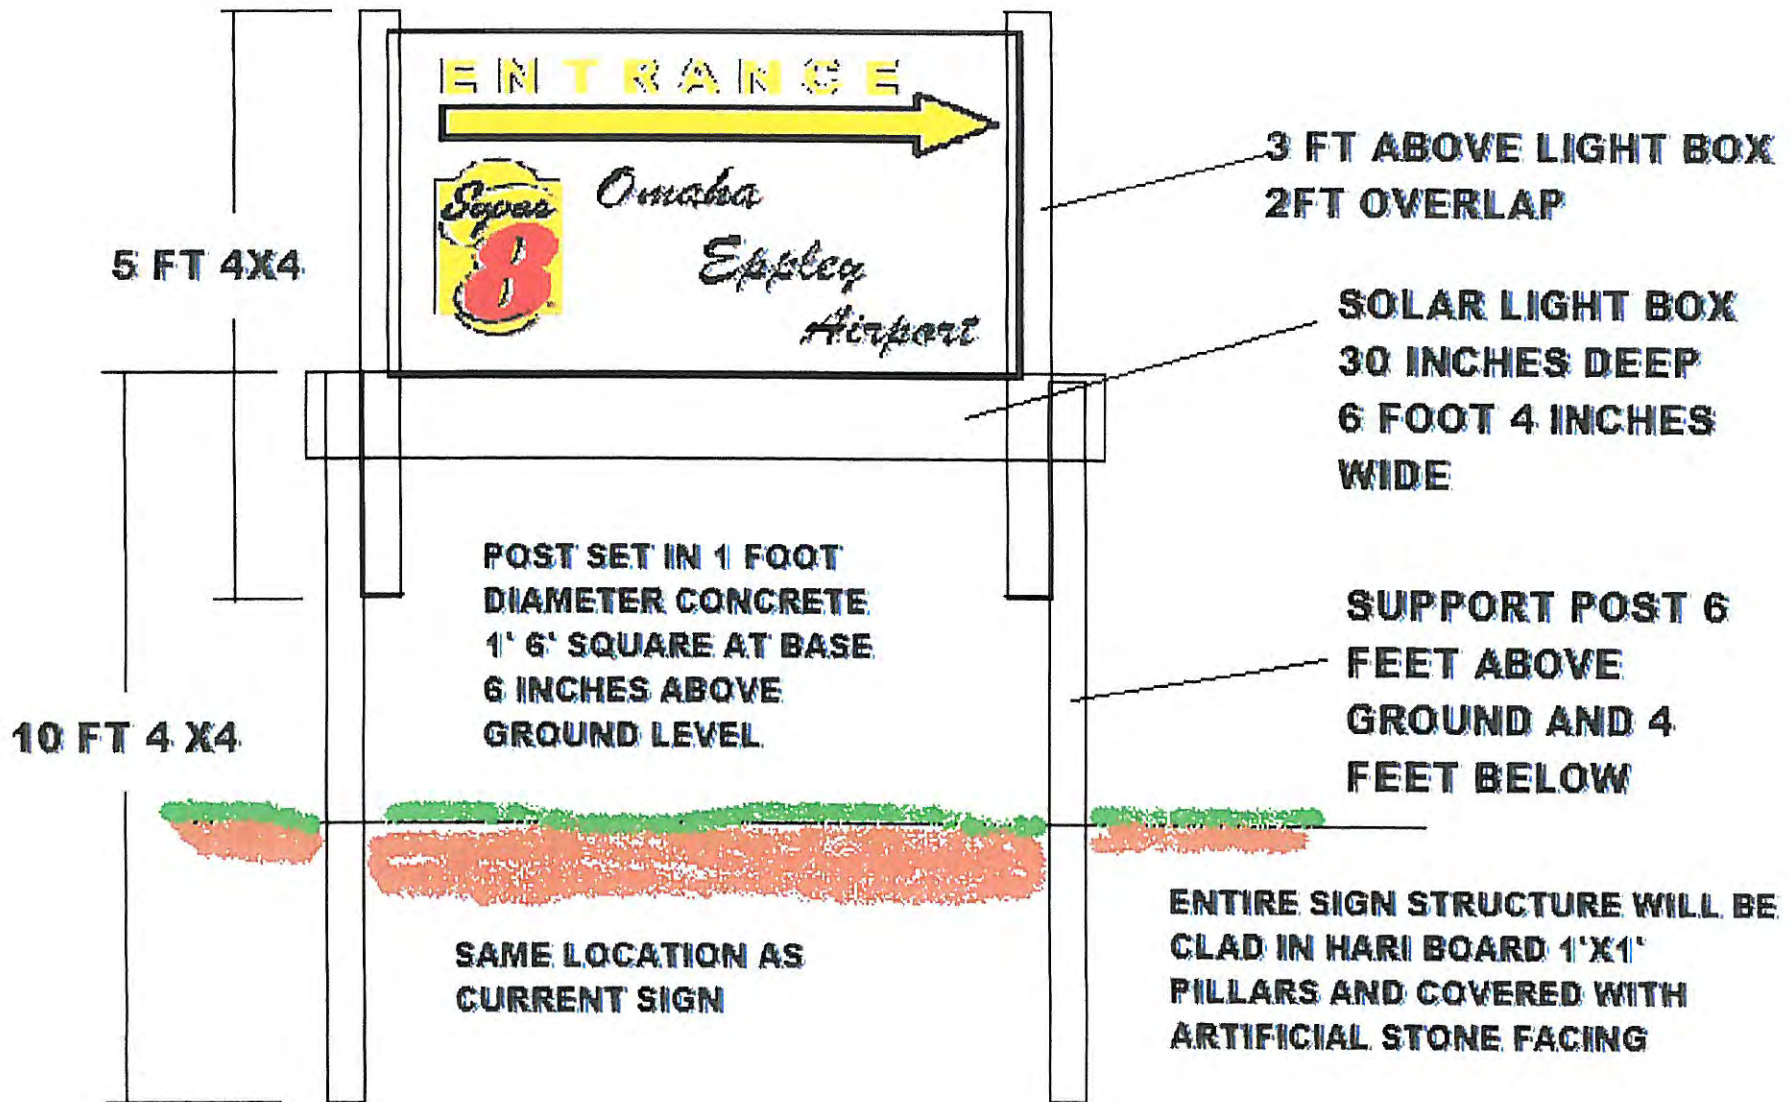 ENTRANCE
Super
8
Omaha
Eppley
Airport
5 FT 4X4
3 FT ABOVE LIGHT BOX
2FT OVERLAP
SOLAR LIGHT BOX
30 INCHES DEEP
6 FOOT 4 INCHES
WIDE
POST SET IN 1 FOOT
DIAMETER CONCRETE
1' 6' SQUARE AT BASE
6 INCHES ABOVE
GROUND LEVEL
SUPPORT POST 6
FEET ABOVE
GROUND AND 4
FEET BELOW
10 FT 4 X4
SAME LOCATION AS
CURRENT SIGN
ENTIRE SIGN STRUCTURE WILL BE
CLAD IN HARI BOARD 1'X1'
PILLARS AND COVERED WITH
ARTIFICIAL STONE FACING